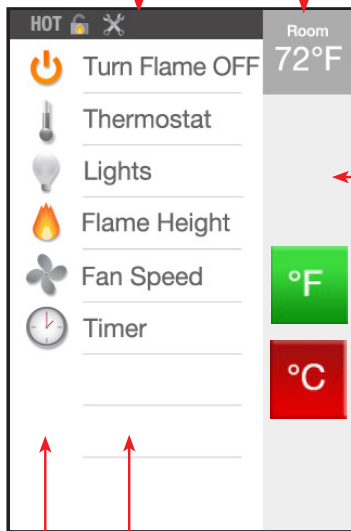 HOT
Room
72°F
Turn Flame OFF
Thermostat
Lights
Flame Height
Fan Speed
Timer
°F
°C